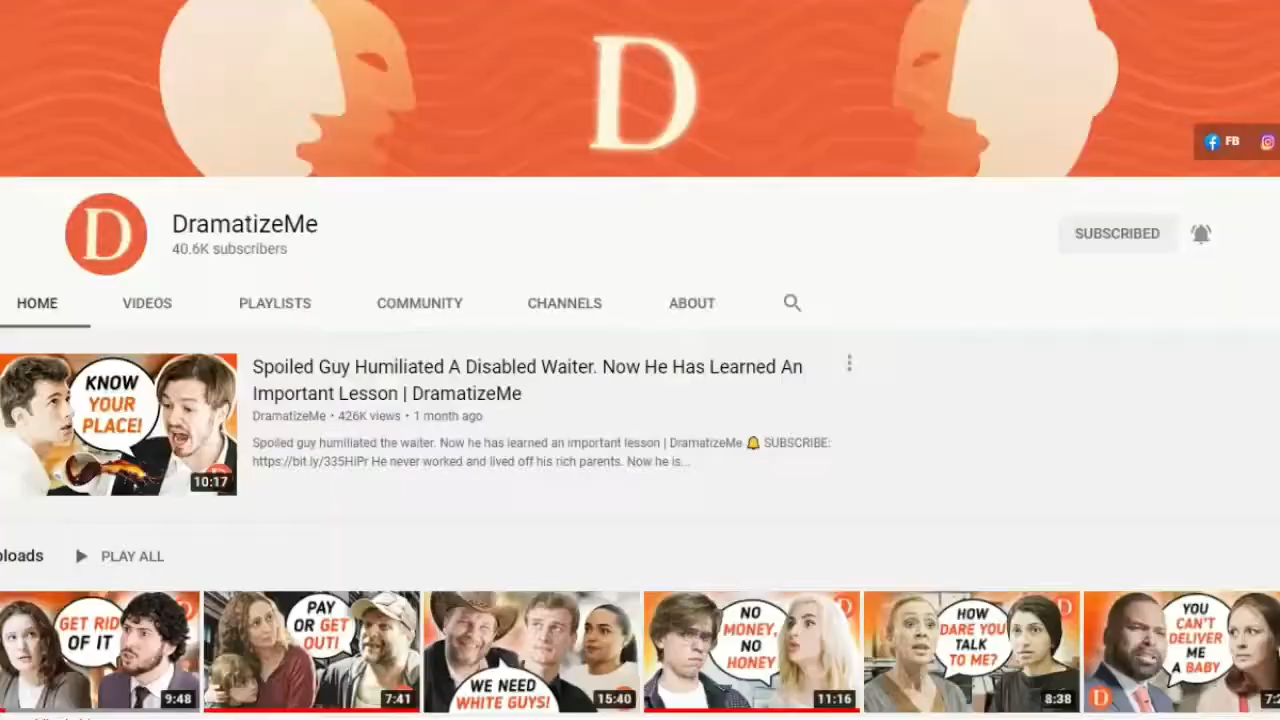 D
FB
D
DramatizeMe
40.6K subscribers
SUBSCRIBED
HOME
VIDEOS
PLAYLISTS
COMMUNITY
CHANNELS
ABOUT
KNOW
YOUR
PLACE!
10:17
Spoiled Guy Humiliated A Disabled Waiter. Now He Has Learned An
Important Lesson | DramatizeMe
DramatizeMe • 426K views • 1 month ago
Spoiled guy humiliated the waiter. Now he has learned an important lesson | DramatizeMe 🔔 SUBSCRIBE:
https://bit.ly/335HiPr He never worked and lived off his rich parents. Now he is...
ploads
PLAY ALL
GET RID
OF IT
9:48
PAY
OR GET
OUT!
7:41
WE NEED
WHITE GUYS!
15:40
NO
MONEY,
NO
HONEY
D
11:16
HOW
DARE YOU
TALK
TO ME?
D
8:38
YOU
CAN'T
DELIVER
ME
A BABY
D